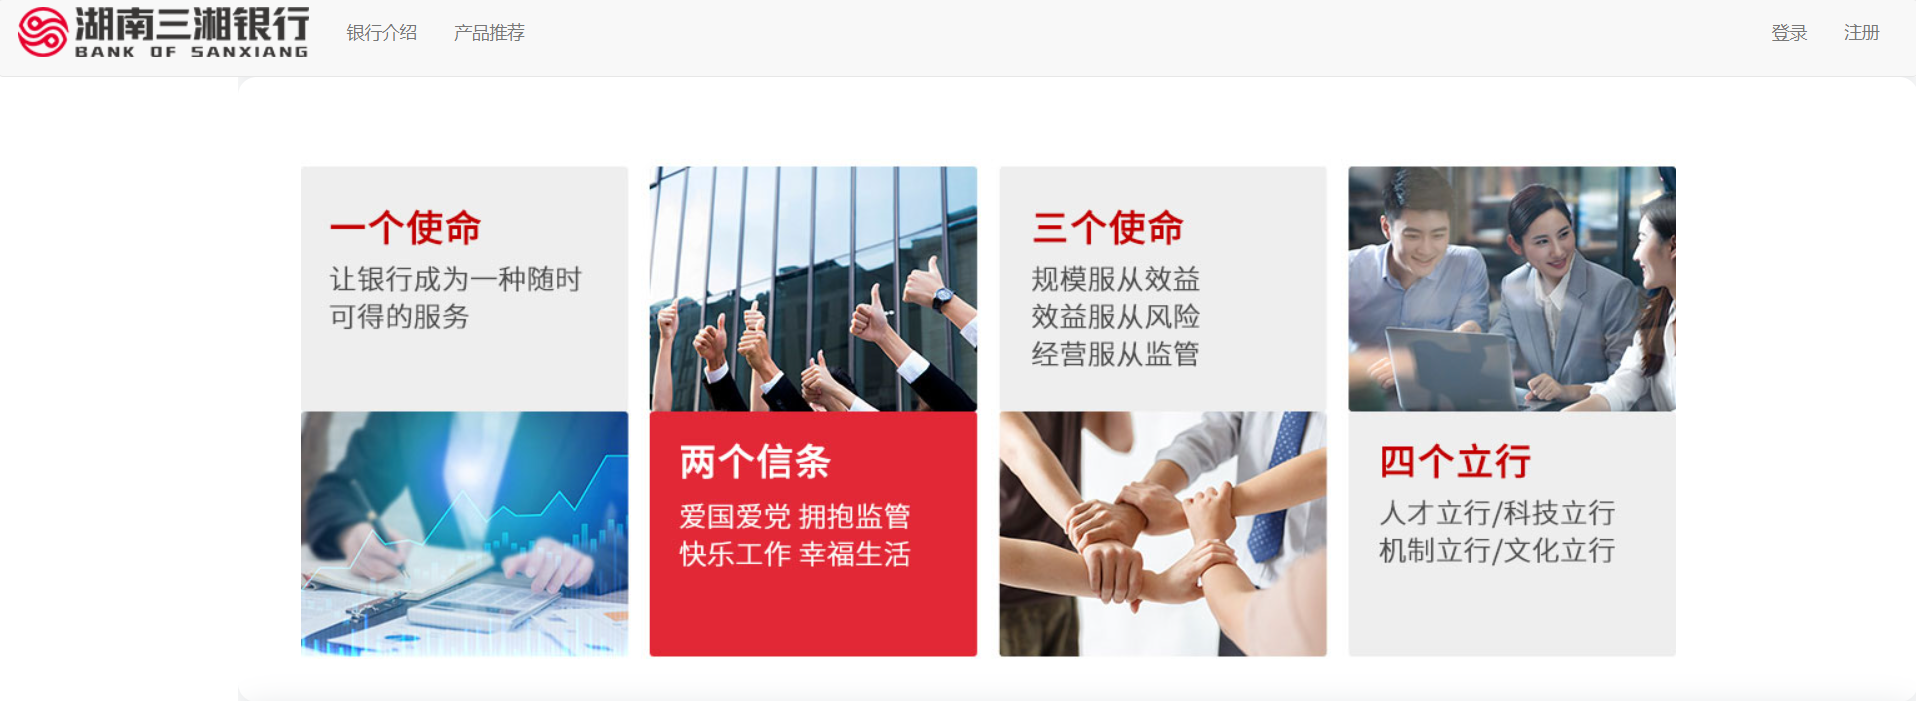 湖南三湘银行
BANK OF SANXIANG
银行介绍
产品推荐
登录
注册
一个使命
让银行成为一种随时
可得的服务
两个信条
爱国爱党 拥抱监管
快乐工作 幸福生活
三个使命
规模服从效益
效益服从风险
经营服从监管
四个立行
人才立行/科技立行
机制立行/文化立行